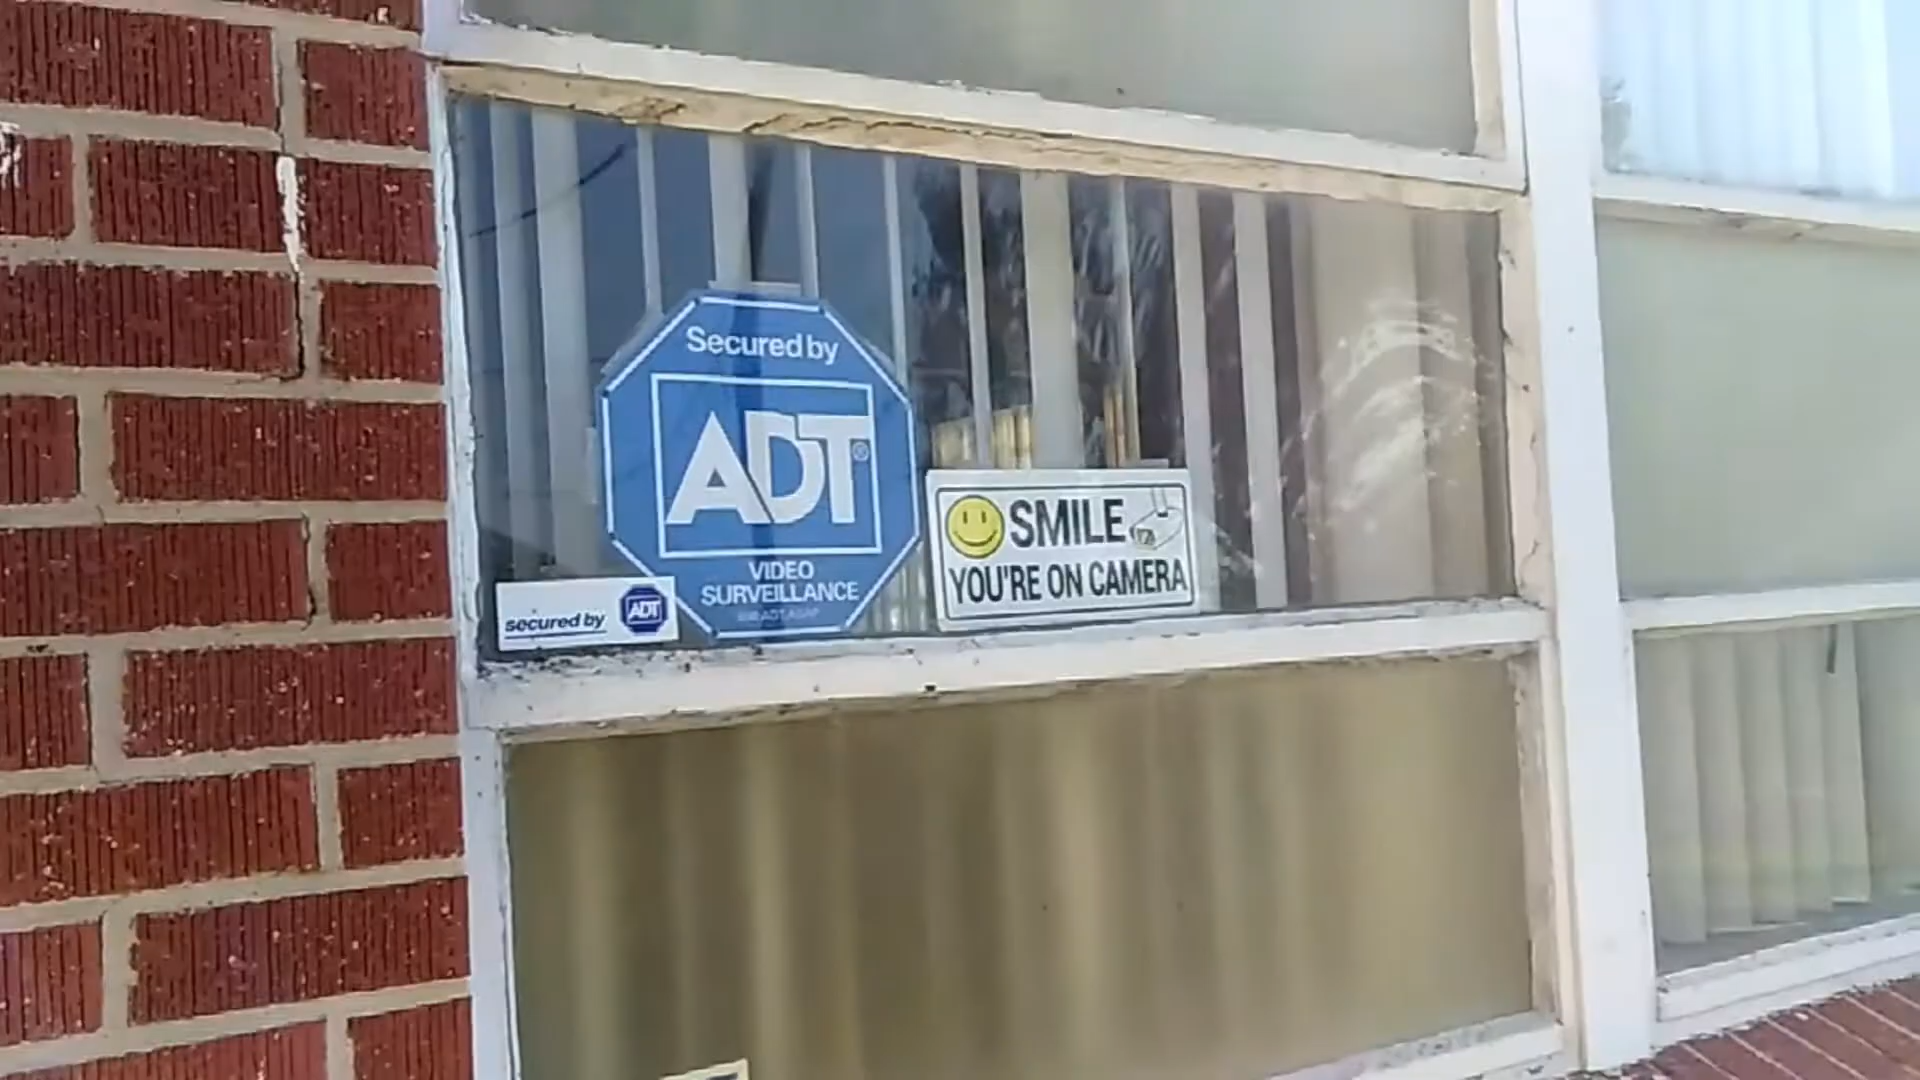 Secured by
ADT®
VIDEO
SURVEILLANCE
secured by ADT
SMILE
YOU'RE ON CAMERA